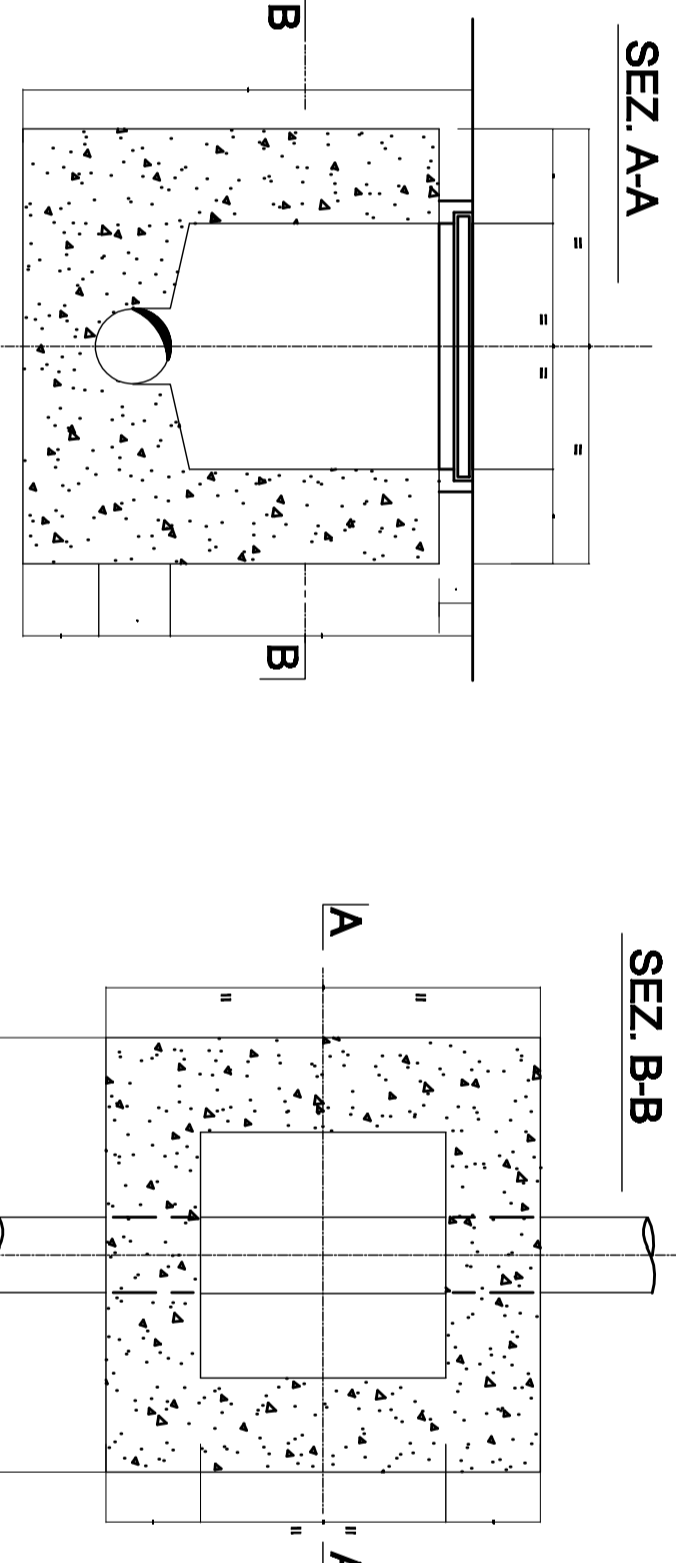 SEZ. A-A
B
=
= =
=
B
SEZ. B-B
A
= =
= =
A